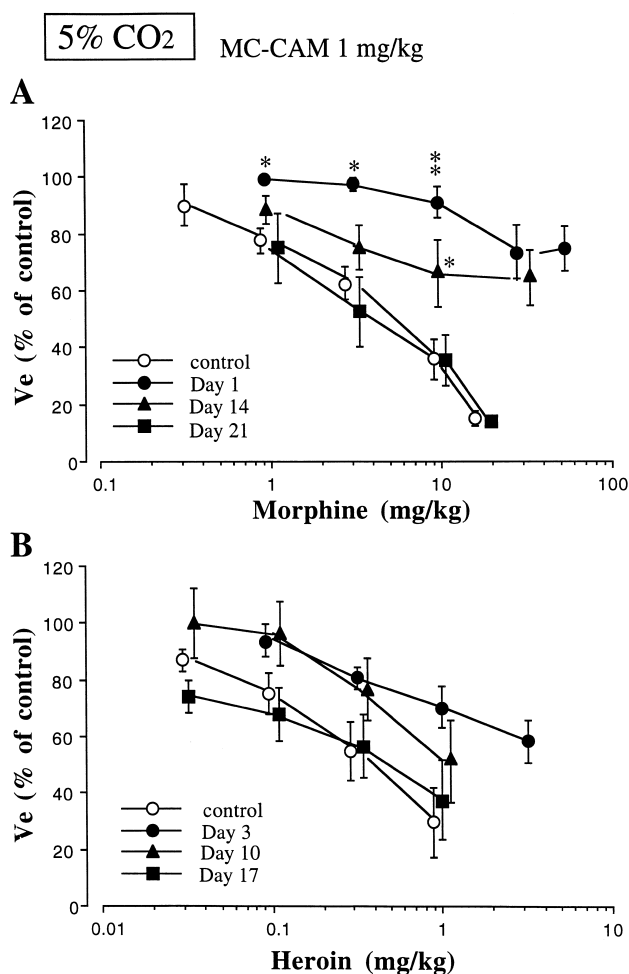 5% CO2
MC-CAM 1 mg/kg
A
120
100
80
60
40
20
0
Ve (% of control)
*
*
*
*
*
control
Day 1
Day 14
Day 21
0.1
1
10
100
Morphine (mg/kg)
B
120
100
80
60
40
20
0
Ve (% of control)
control
Day 3
Day 10
Day 17
0.01
0.1
1
10
Heroin (mg/kg)